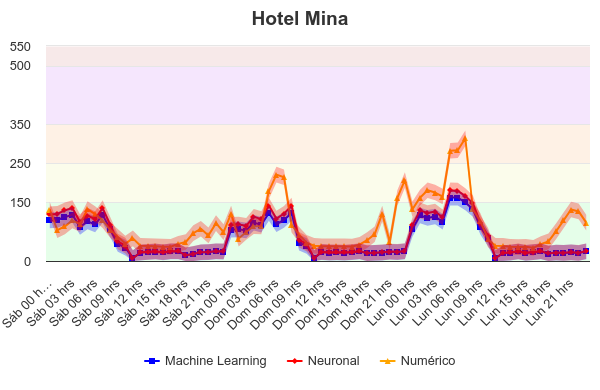 Hotel Mina
550
500
350
250
150
0
Sáb 00 h...
Sáb 03 hrs
Sáb 06 hrs
Sáb 09 hrs
Sáb 12 hrs
Sáb 15 hrs
Sáb 18 hrs
Sáb 21 hrs
Dom 00 hrs
Dom 03 hrs
Dom 06 hrs
Dom 09 hrs
Dom 12 hrs
Dom 15 hrs
Dom 18 hrs
Dom 21 hrs
Lun 00 hrs
Lun 03 hrs
Lun 06 hrs
Lun 09 hrs
Lun 12 hrs
Lun 15 hrs
Lun 18 hrs
Lun 21 hrs
Machine Learning Neuronal Numérico